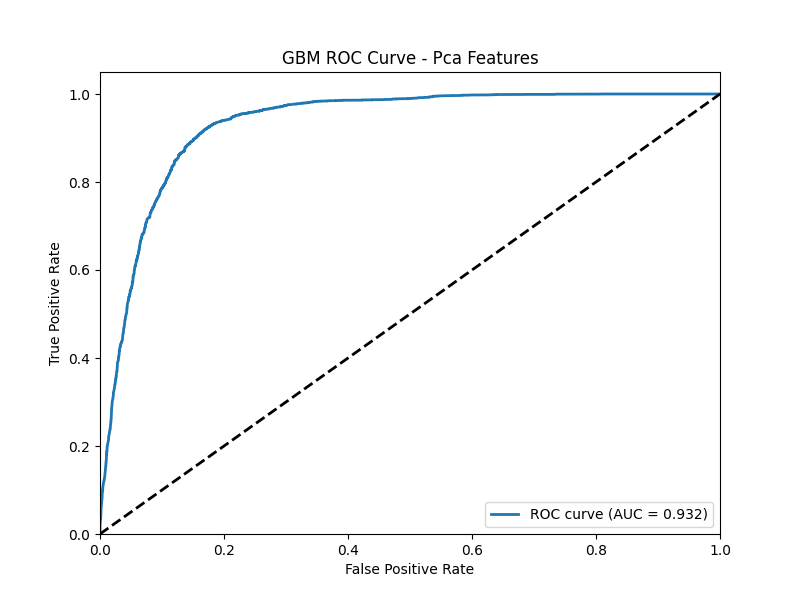 GBM ROC Curve - Pca Features
1.0
0.8
0.6
0.4
0.2
0.0
True Positive Rate
ROC curve (AUC = 0.932)
0.0 0.2 0.4 0.6 0.8 1.0
False Positive Rate